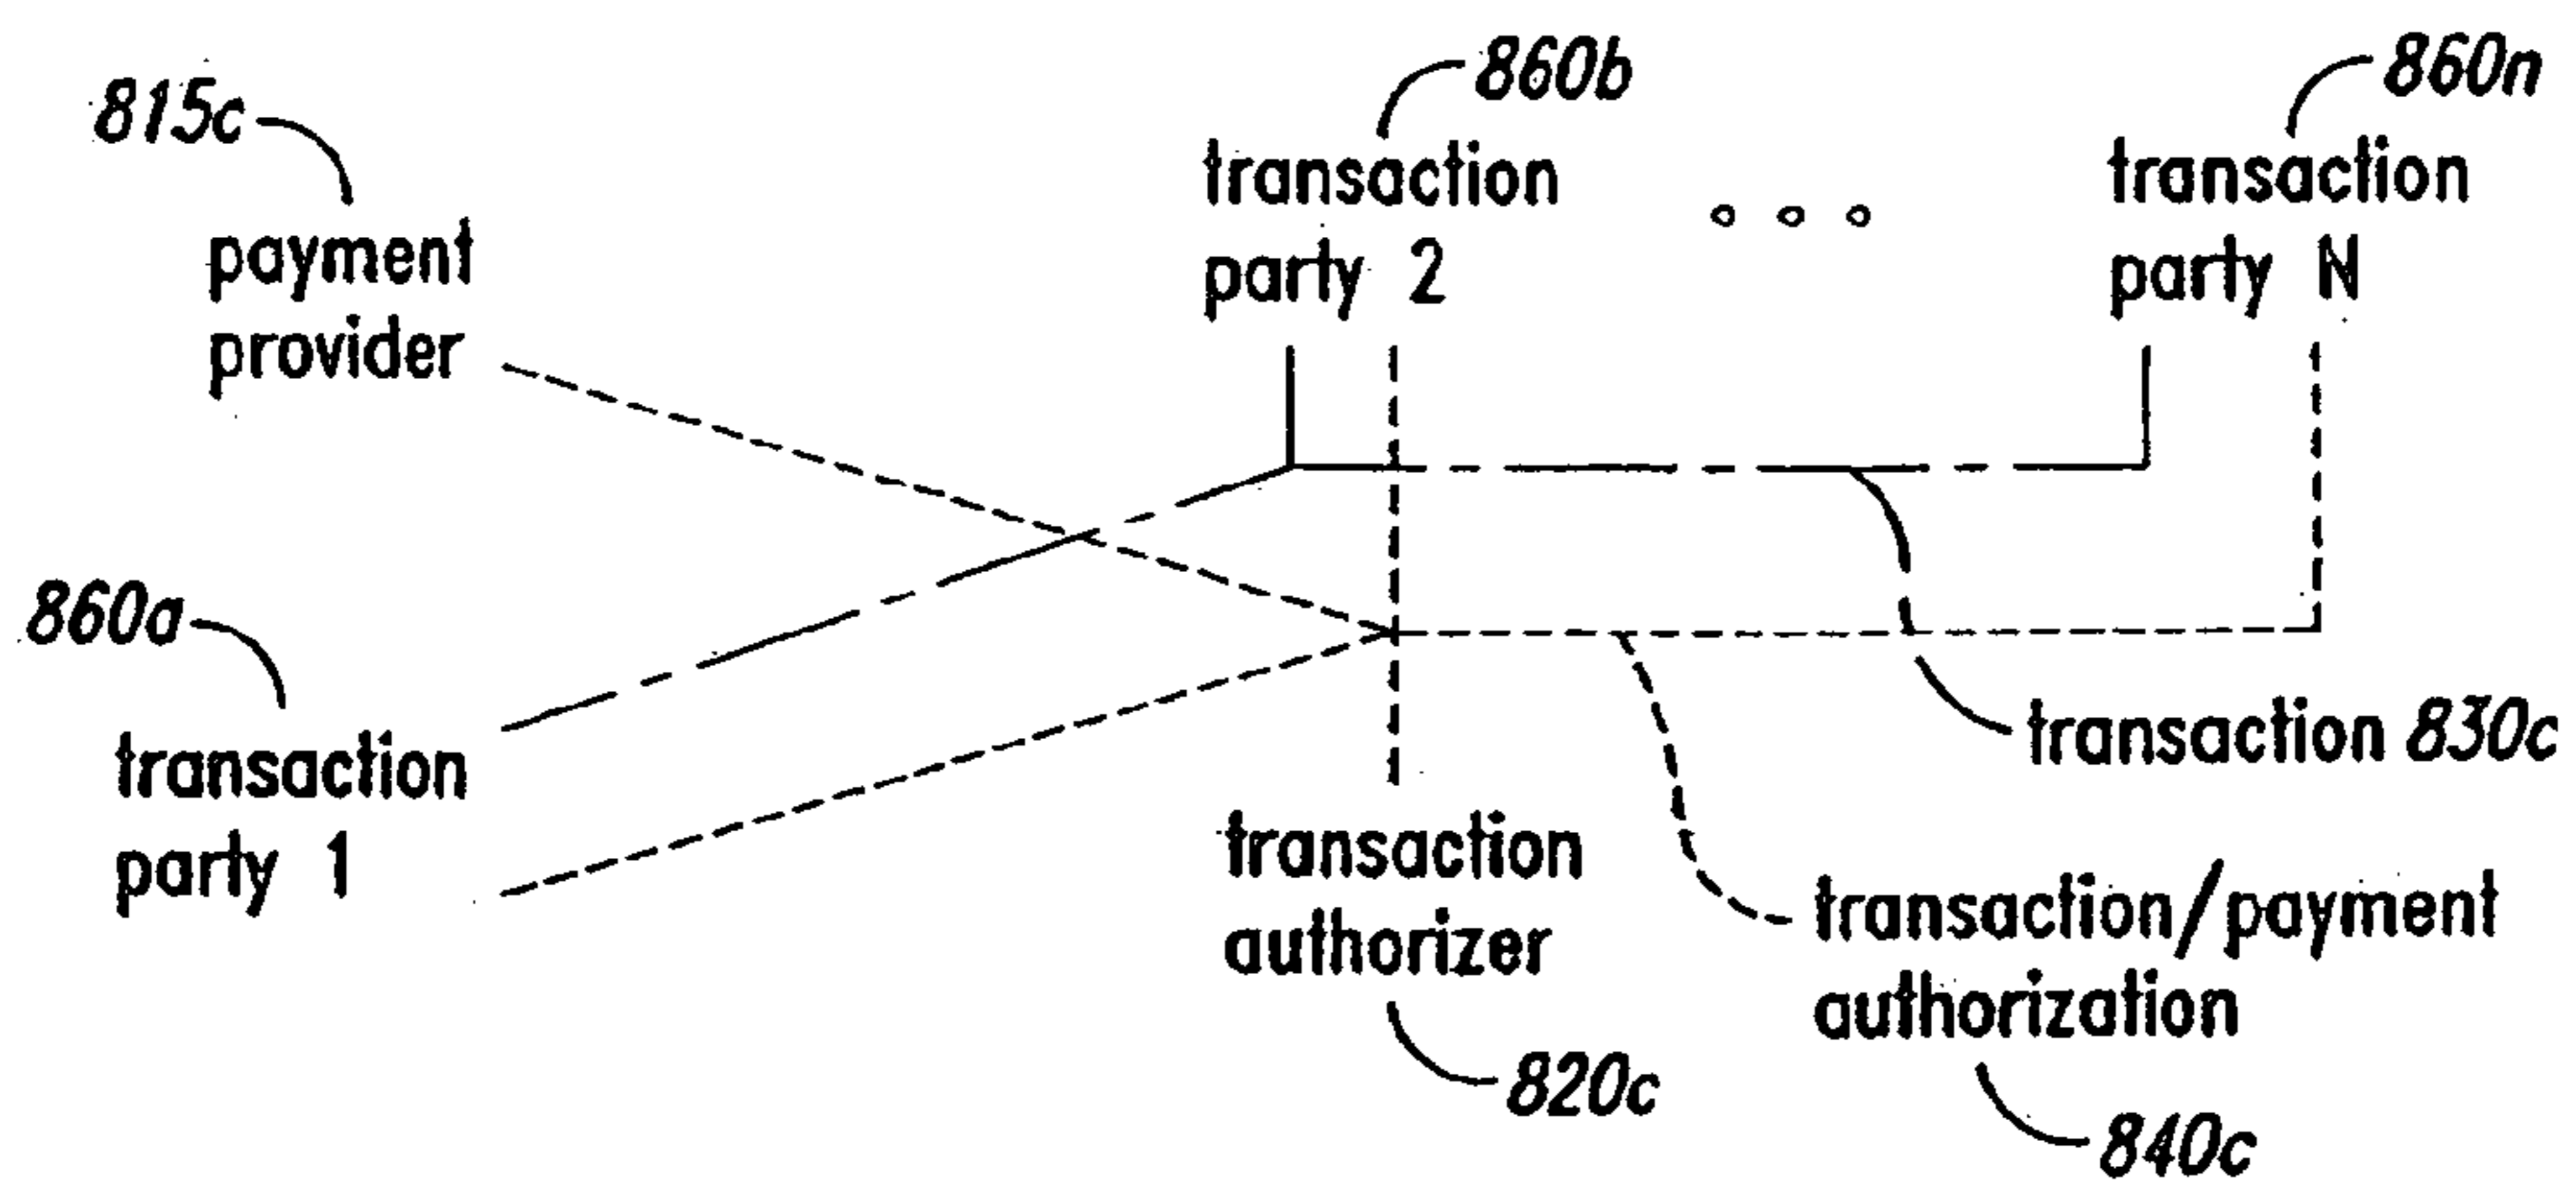 815c
payment
provider
860b
transaction
party 2
860n
transaction
party N
860a
transaction
party 1
transaction 830c
transaction
authorizer
820c
transaction/payment
authorization
840c